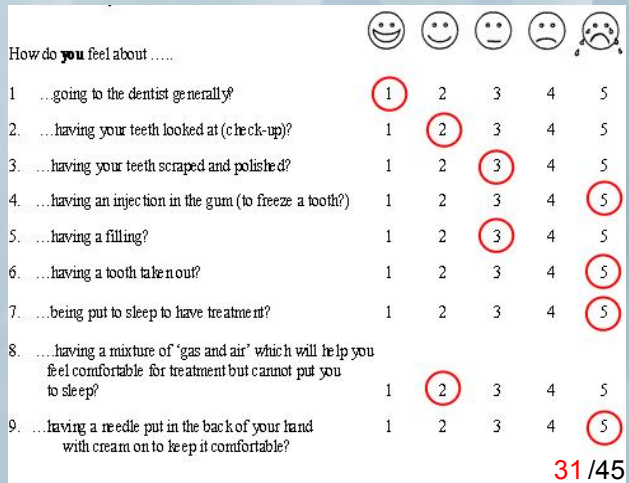 How do you feel about .....
1 ...going to the dentist generally? 1 2 3 4 5
2. ...having your teeth looked at (check-up)? 1 2 3 4 5
3. ...having your teeth scraped and polished? 1 2 3 4 5
4. ...having an injection in the gum (to freeze a tooth?) 1 2 3 4 5
5. ...having a filling? 1 2 3 4 5
6. ...having a tooth taken out? 1 2 3 4 5
7. ...being put to sleep to have treatment? 1 2 3 4 5
8. ....having a mixture of ‘gas and air’ which will help you
feel comfortable for treatment but cannot put you
to sleep? 1 2 3 4 5
9. ...having a needle put in the back of your hand 1 2 3 4 5
with cream on to keep it comfortable?
31/45